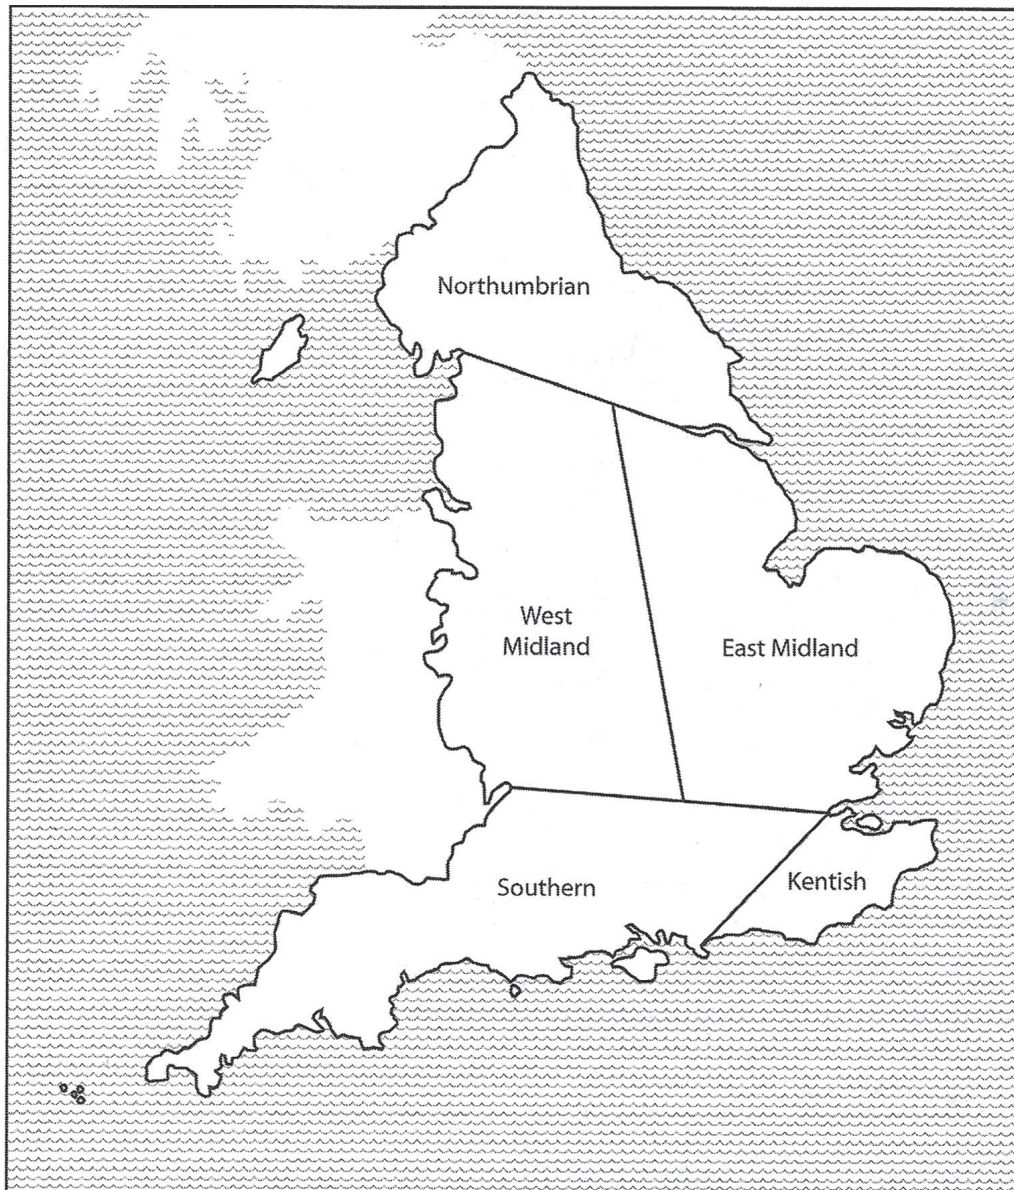 Northumbrian
West
Midland
East Midland
Southern
Kentish